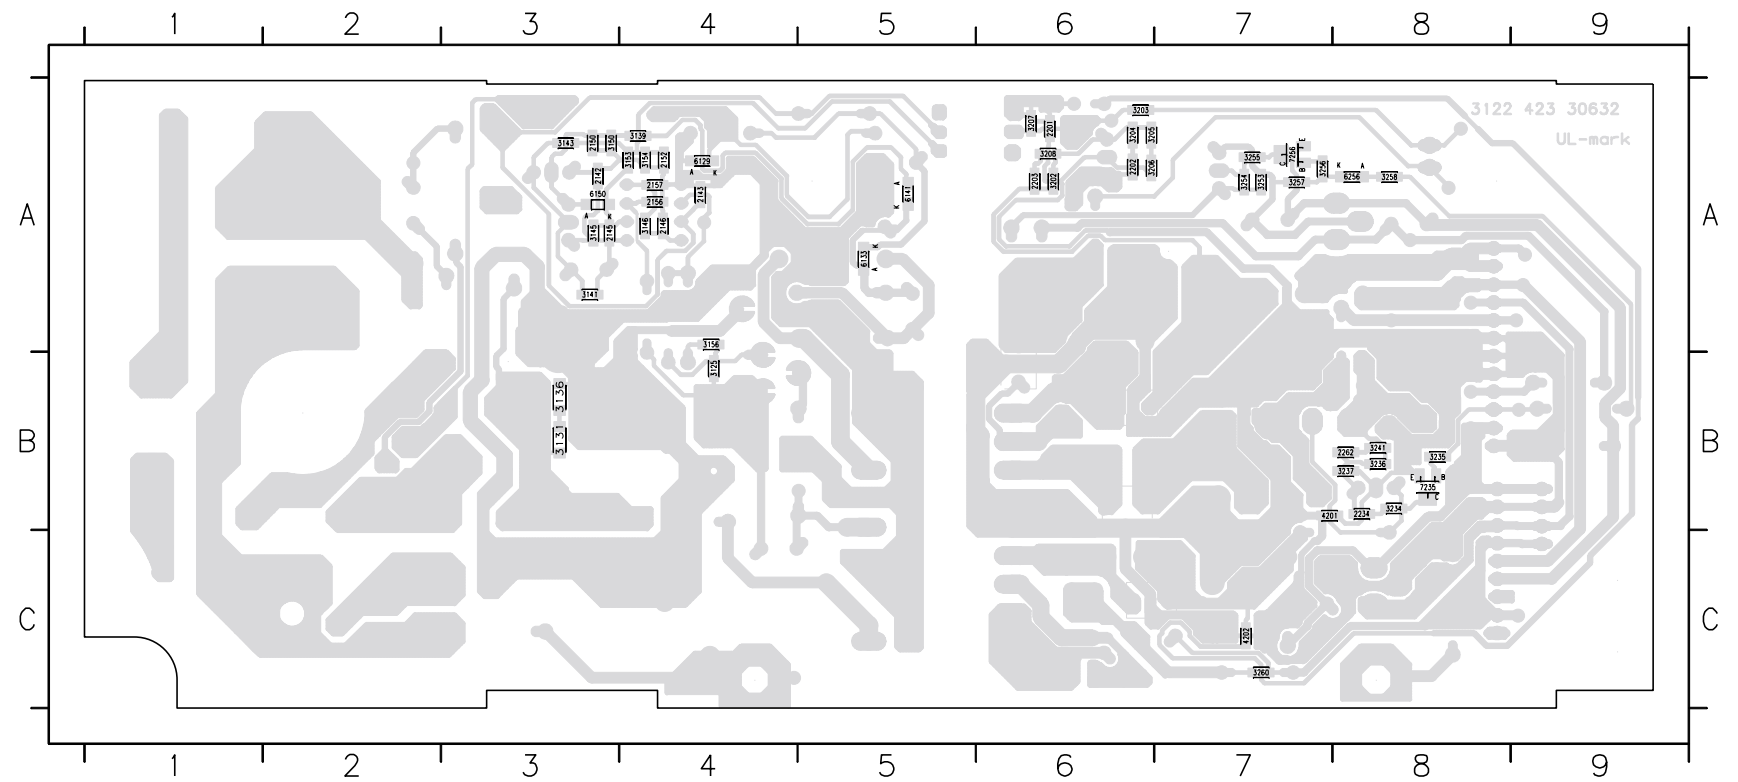 1 2 3 4 5 6 7 8 9
3122 423 30632
UL-mark
3143 2150 3150 3139
3153 3154 2152 6129
A K
2142 2157 2143
6150 2156
A K
3145 2145 3146 2146
3141
A
6141
K
K
6133
A
3207 2201 3203
3204 3205
3208
2203 3202 2202 3206
3255 C 7256 E B 3256
3254 3253 3257
K A
6256 3258
A A
3156
3125
3136
3131
B B
2262 3241 3235
3237 3236
E B
7235
C
4201 2234 3234
C C
4202
3260
1 2 3 4 5 6 7 8 9